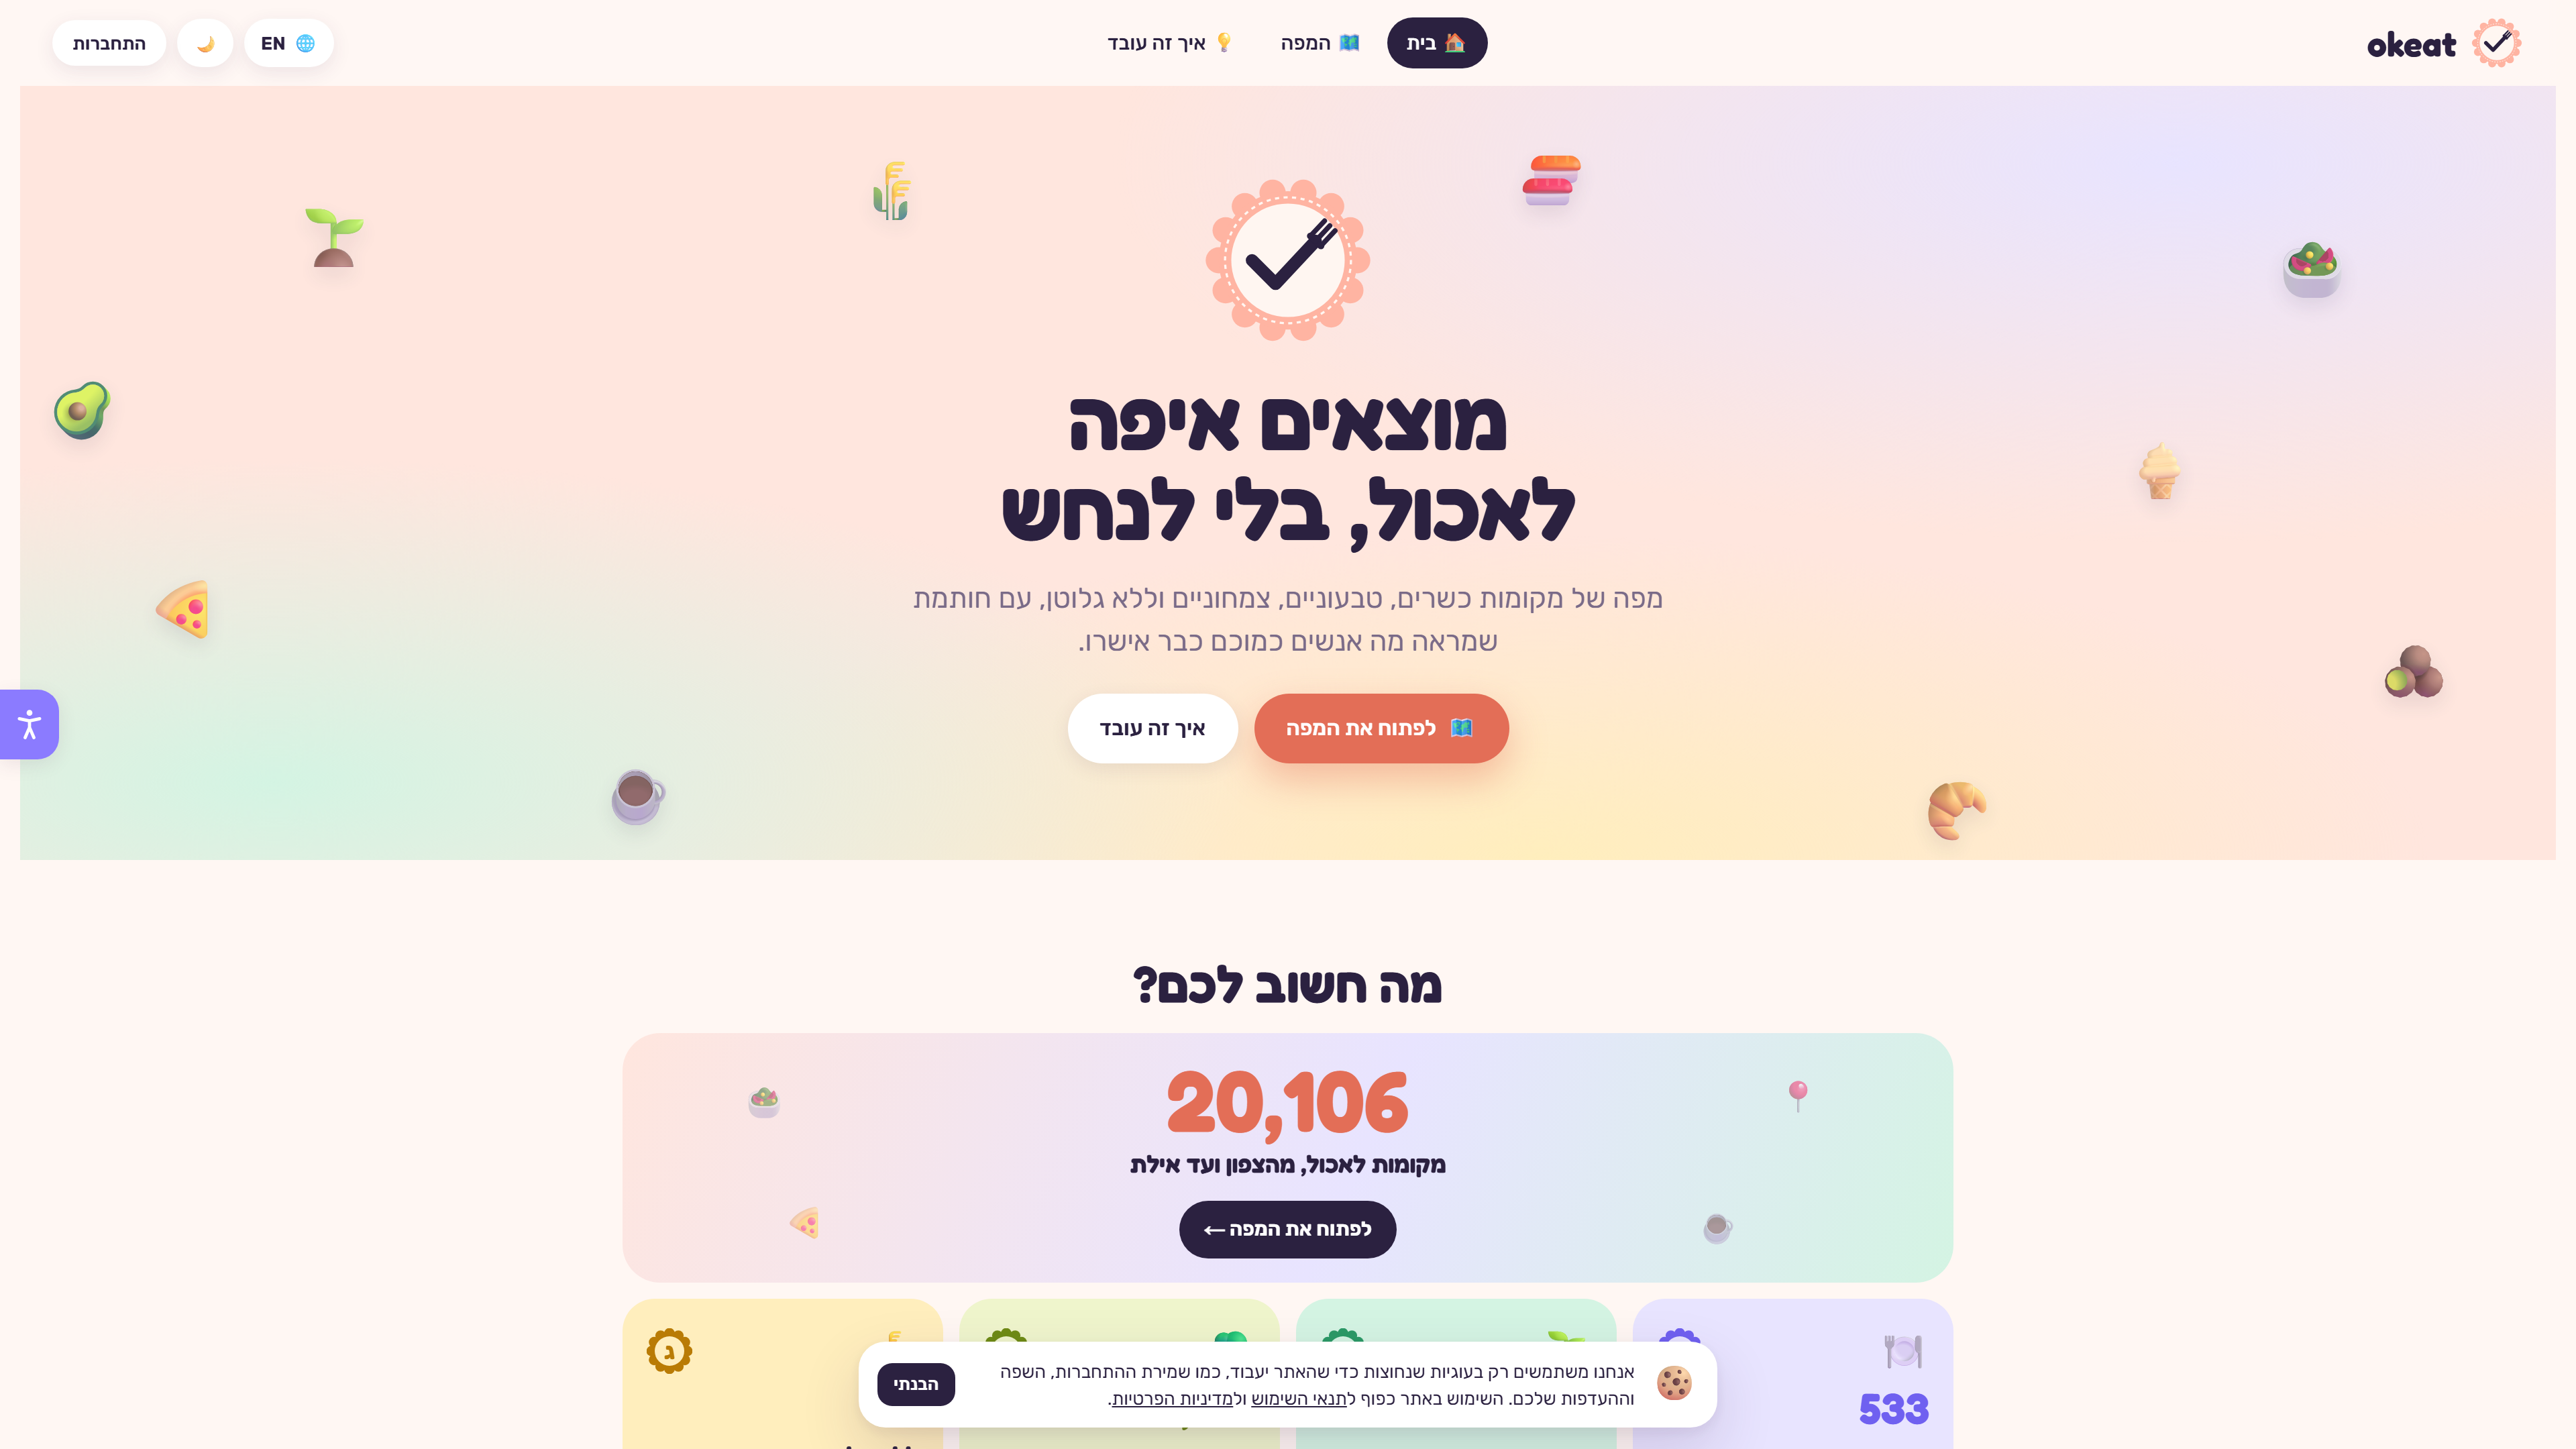 okeat
בית
המפה
איך זה עובד
EN
התחברות
מוצאים איפה
לאכול, בלי לנחש
מפה של מקומות כשרים, טבעוניים, צמחוניים וללא גלוטן, עם חותמת
שמראה מה אנשים כמוכם כבר אישרו.
לפתוח את המפה
איך זה עובד
מה חשוב לכם?
20,106
מקומות לאכול, מהצפון ועד אילת
לפתוח את המפה ←
ג
533
אנחנו משתמשים רק בעוגיות שנחוצות כדי שהאתר יעבוד, כמו שמירת ההתחברות, השפה
וההעדפות שלכם. השימוש באתר כפוף לתנאי השימוש ולמדיניות הפרטיות.
הבנתי